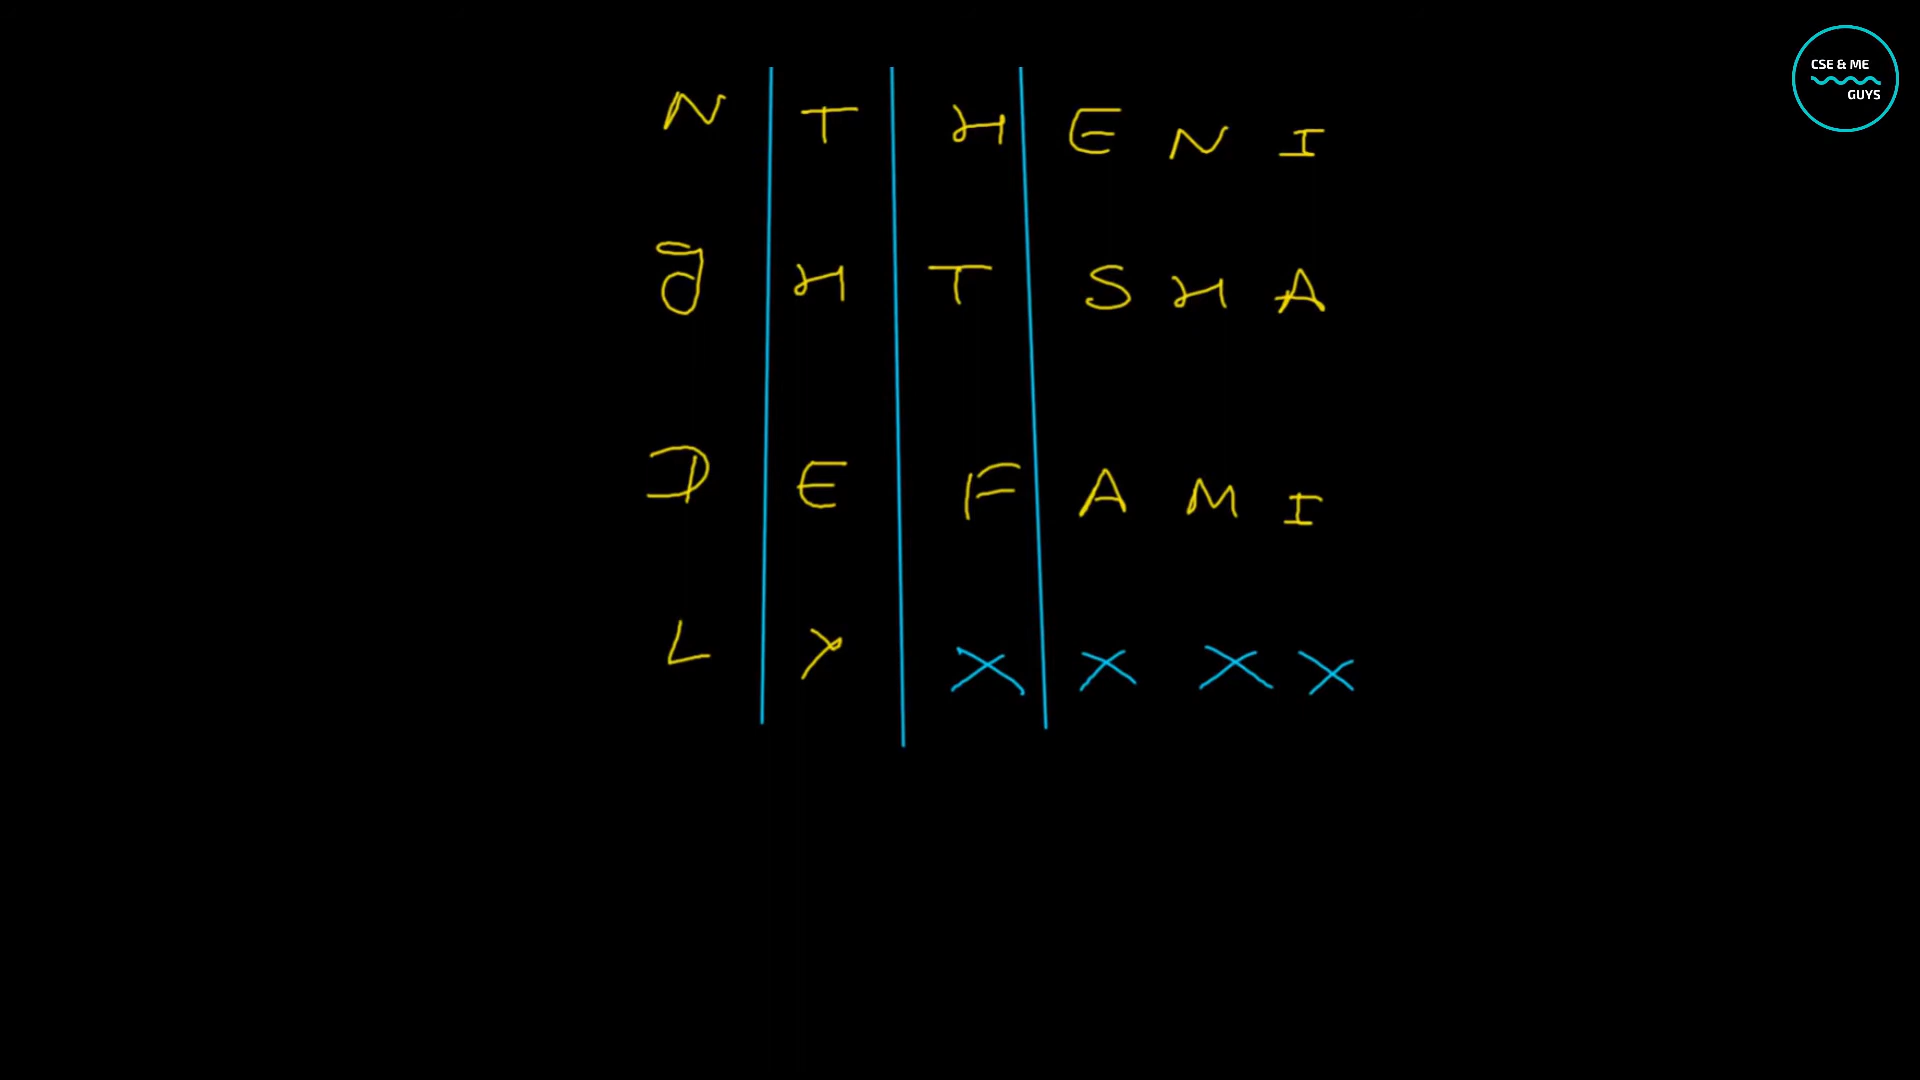 CSE & ME
GUYS
N T H E N I
G H T S H A
D E F A M I
L Y X X X X